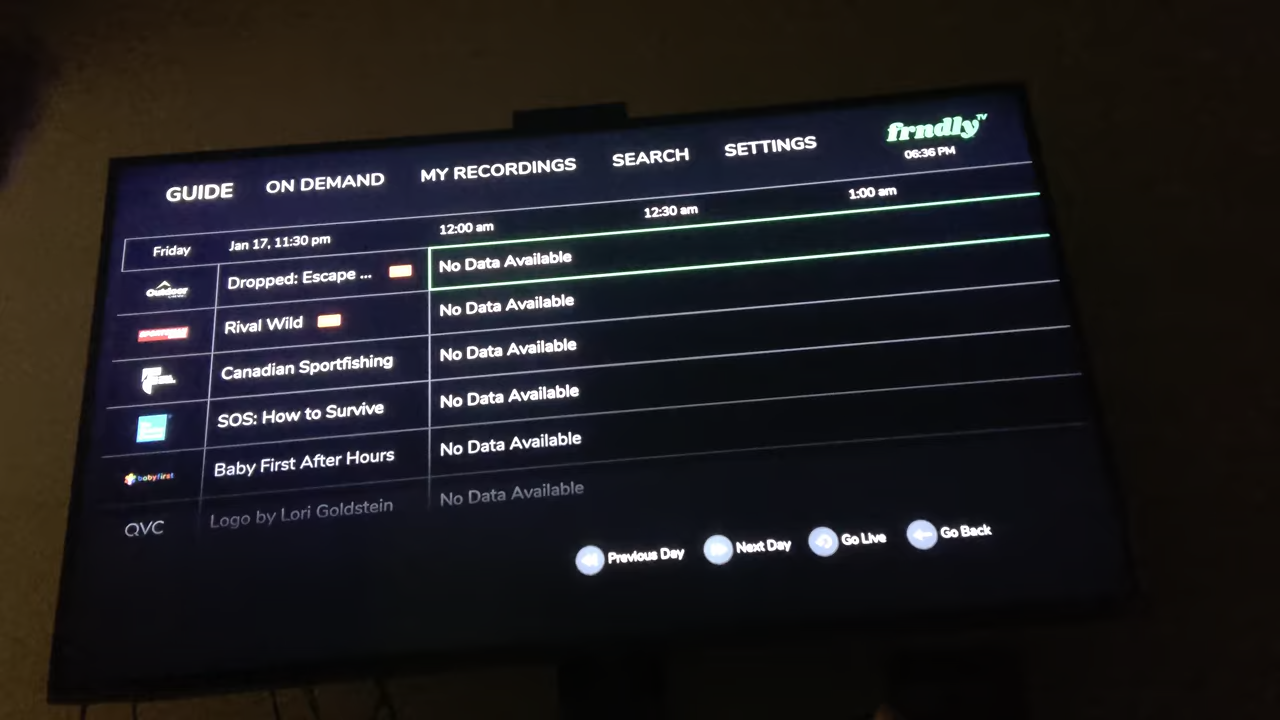 GUIDE ON DEMAND MY RECORDINGS SEARCH SETTINGS frndly TV
06:36 PM
Friday Jan 17, 11:30 pm 12:00 am 12:30 am 1:00 am
Outdoor Dropped: Escape ... No Data Available
Rival Wild No Data Available
Canadian Sportfishing No Data Available
SOS: How to Survive No Data Available
babyfirst Baby First After Hours No Data Available
QVC Logo by Lori Goldstein No Data Available
Previous Day Next Day Go Live Go Back